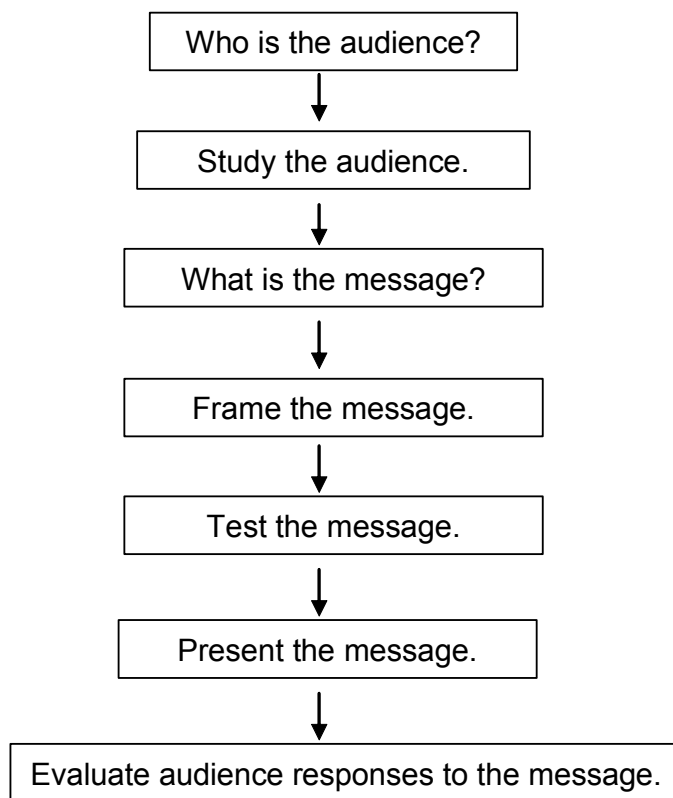 Who is the audience?
Study the audience.
What is the message?
Frame the message.
Test the message.
Present the message.
Evaluate audience responses to the message.